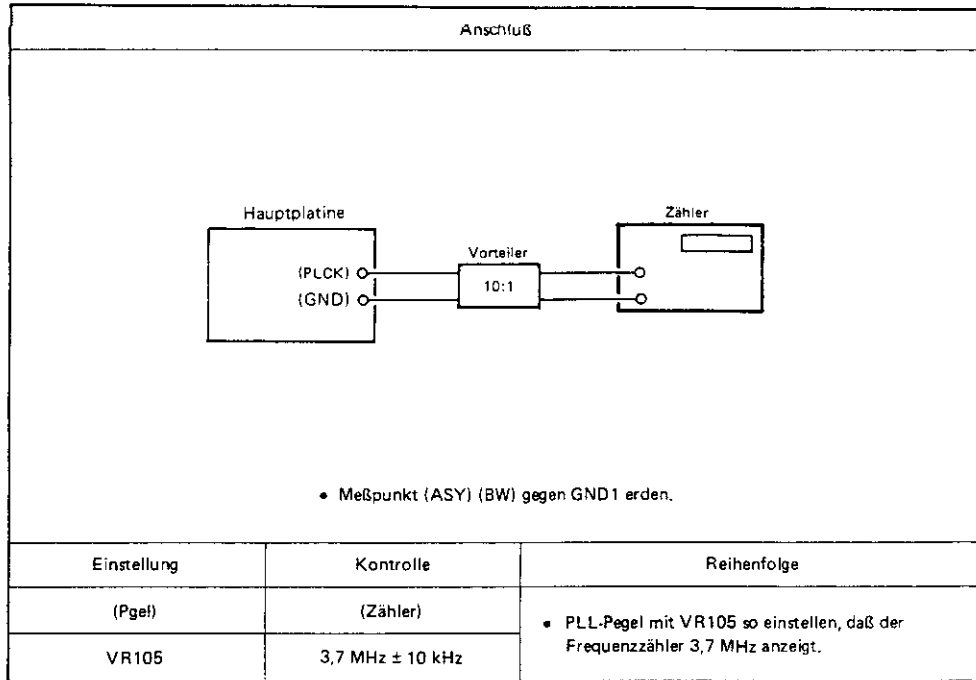 Anschluß
Hauptplatine
Zähler
Vorteiler
(PLCK)
10:1
(GND)
• Meßpunkt (ASY) (BW) gegen GND1 erden.
Einstellung
Kontrolle
Reihenfolge
(Pgel)
(Zähler)
• PLL-Pegel mit VR105 so einstellen, daß der
Frequenzzähler 3,7 MHz anzeigt.
VR105
3,7 MHz ± 10 kHz